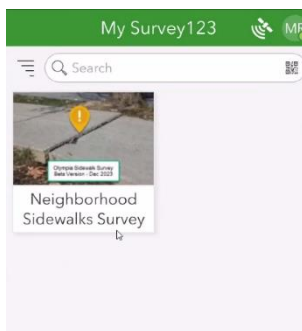 My Survey123
MR
Search
Olympia Sidewalk Survey
Beta Version - Dec 2023
Neighborhood
Sidewalks Survey